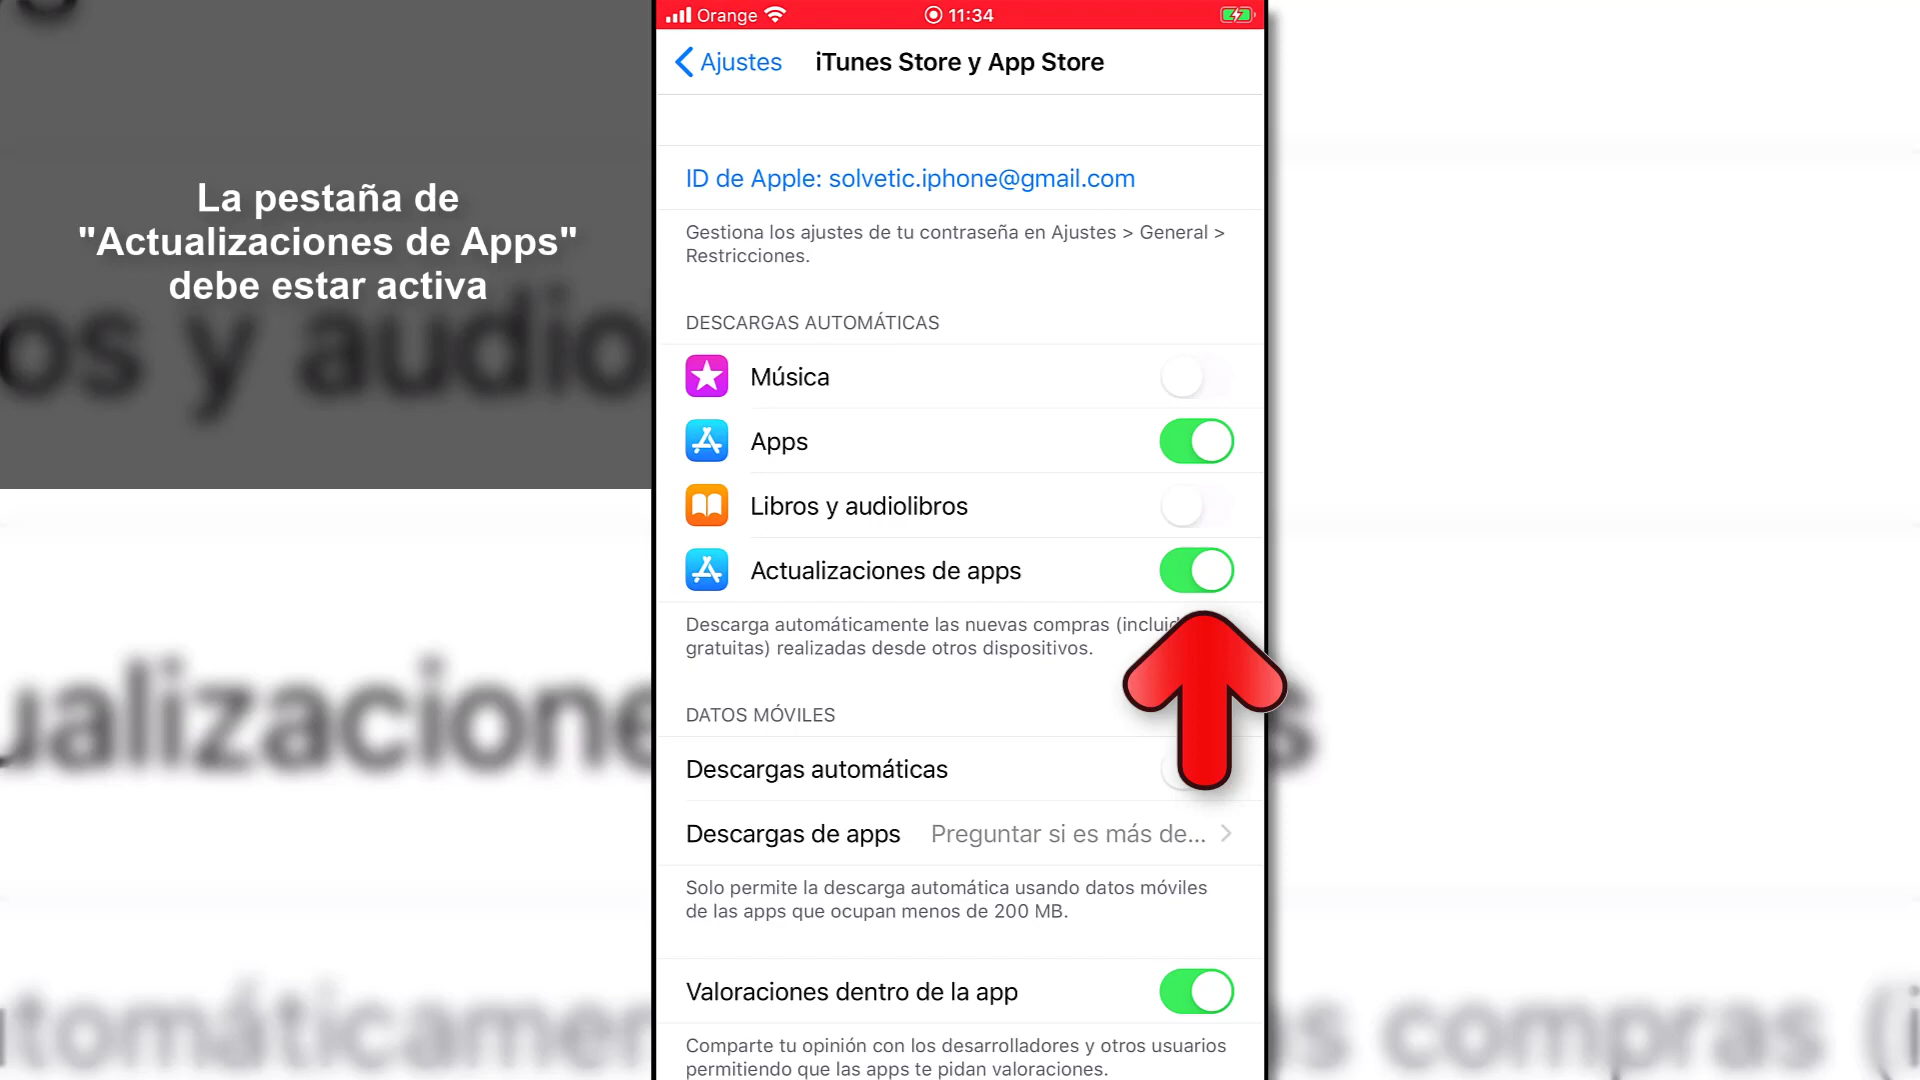 La pestaña de
"Actualizaciones de Apps"
debe estar activa
Orange
11:34
Ajustes
iTunes Store y App Store
ID de Apple: solvetic.iphone@gmail.com
Gestiona los ajustes de tu contraseña en Ajustes > General >
Restricciones.
DESCARGAS AUTOMÁTICAS
Música
Apps
Libros y audiolibros
Actualizaciones de apps
Descarga automáticamente las nuevas compras
gratuitas) realizadas desde otros dispositivos.
DATOS MÓVILES
Descargas automáticas
Descargas de apps Preguntar si es más de...
Solo permite la descarga automática usando datos móviles
de las apps que ocupan menos de 200 MB.
Valoraciones dentro de la app
Comparte tu opinión con los desarrolladores y otros usuarios
permitiendo que las apps te pidan valoraciones.
os y audio
compras